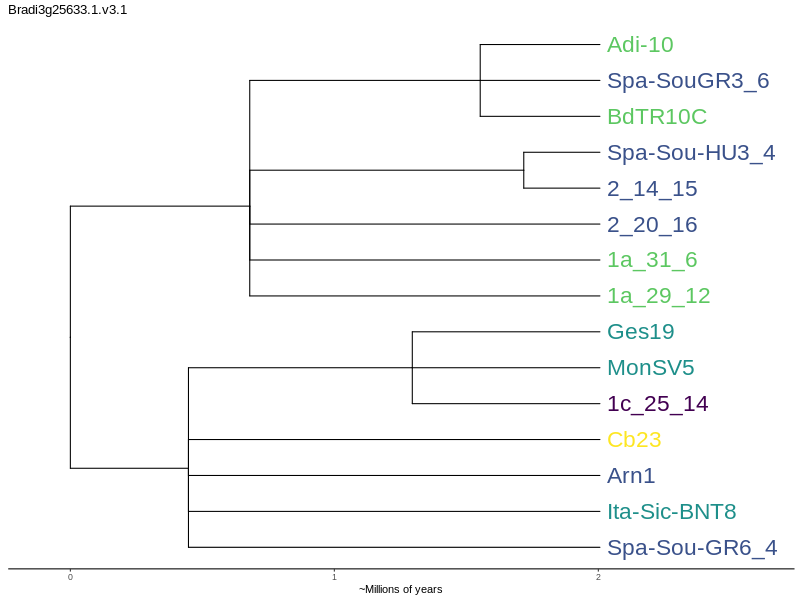 Bradi3g25633.1.v3.1
Adi-10
Spa-SouGR3_6
BdTR10C
Spa-Sou-HU3_4
2_14_15
2_20_16
1a_31_6
1a_29_12
Ges19
MonSV5
1c_25_14
Cb23
Arn1
Ita-Sic-BNT8
Spa-Sou-GR6_4
0 1 2
~Millions of years